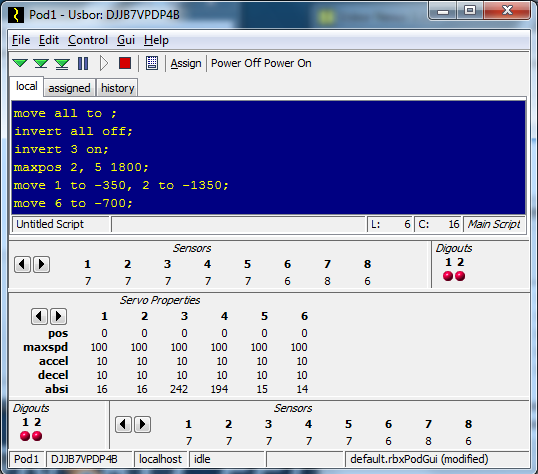 Pod1 - Usbor: DJJB7VPDP4B
File Edit Control Gui Help
Assign Power Off Power On
local assigned history
move all to ;
invert all off;
invert 3 on;
maxpos 2, 5 1800;
move 1 to -350, 2 to -1350;
move 6 to -700;
Untitled Script L: 6 C: 16 Main Script
Sensors Digouts
1 2 3 4 5 6 7 8 1 2
7 7 7 7 7 6 8 6
Servo Properties
1 2 3 4 5 6
pos 0 0 0 0 0 0
maxspd 100 100 100 100 100 100
accel 10 10 10 10 10 10
decel 10 10 10 10 10 10
absi 16 16 242 194 15 14
Digouts Sensors
1 2 1 2 3 4 5 6 7 8
7 7 7 7 7 6 8 6
Pod1 DJJB7VPDP4B localhost idle default.rbxPodGui (modified)